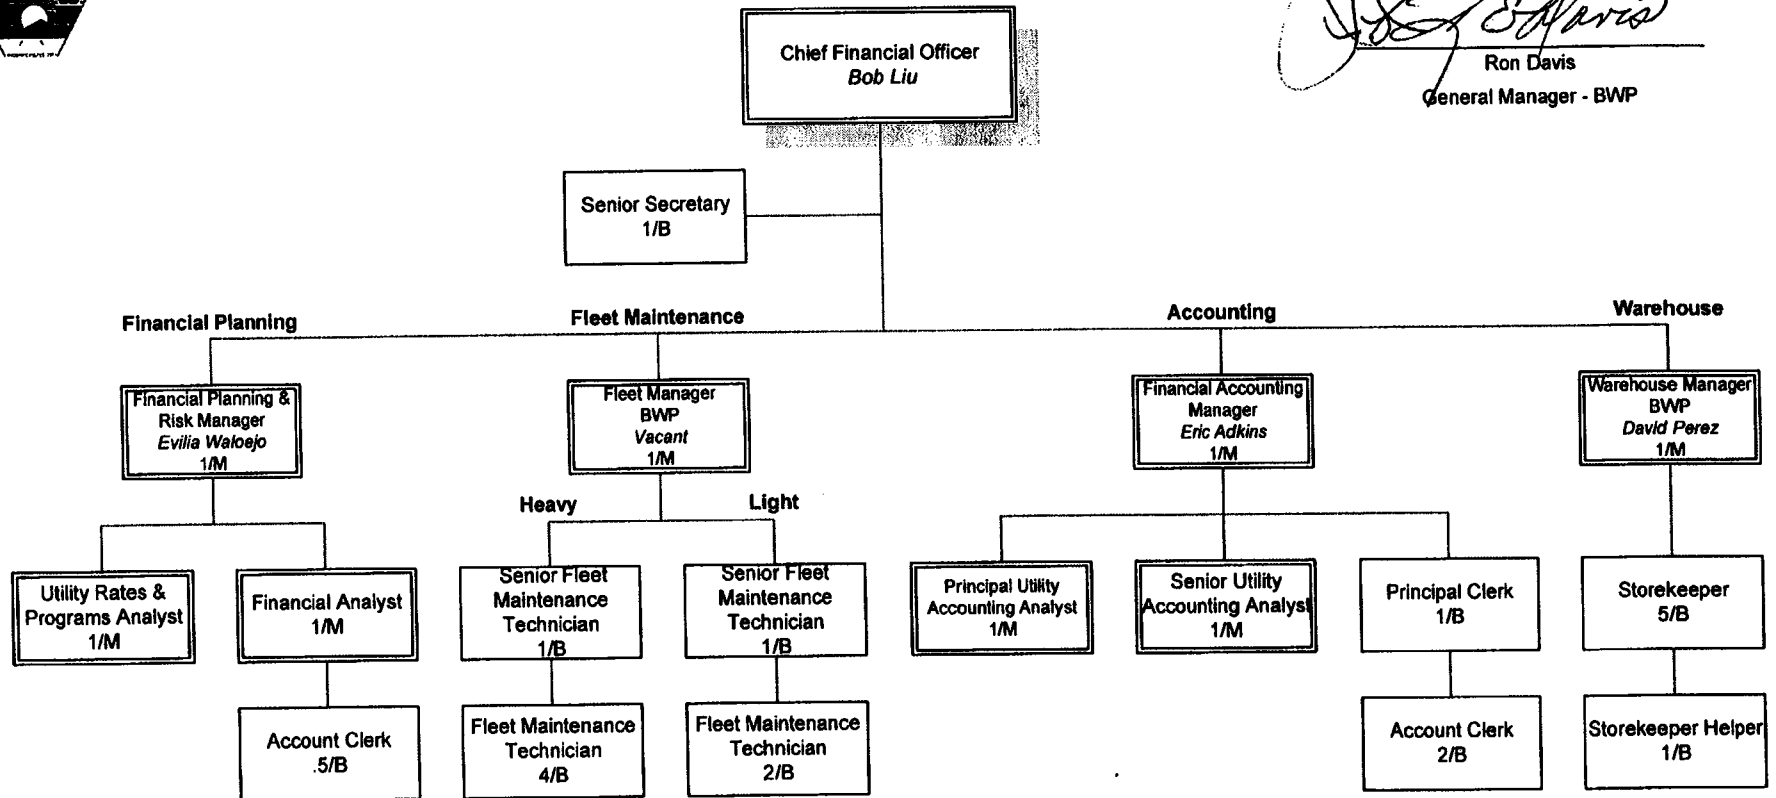 Chief Financial Officer
Bob Liu
Ron Davis
General Manager - BWP
Senior Secretary
1/B
Financial Planning
Fleet Maintenance
Accounting
Warehouse
Financial Planning &
Risk Manager
Evilia Waloejo
1/M
Fleet Manager
BWP
Vacant
1/M
Financial Accounting
Manager
Eric Adkins
1/M
Warehouse Manager
BWP
David Perez
1/M
Heavy
Light
Utility Rates &
Programs Analyst
1/M
Financial Analyst
1/M
Senior Fleet
Maintenance
Technician
1/B
Senior Fleet
Maintenance
Technician
1/B
Principal Utility
Accounting Analyst
1/M
Senior Utility
Accounting Analyst
1/M
Principal Clerk
1/B
Storekeeper
5/B
Account Clerk
.5/B
Fleet Maintenance
Technician
4/B
Fleet Maintenance
Technician
2/B
Account Clerk
2/B
Storekeeper Helper
1/B